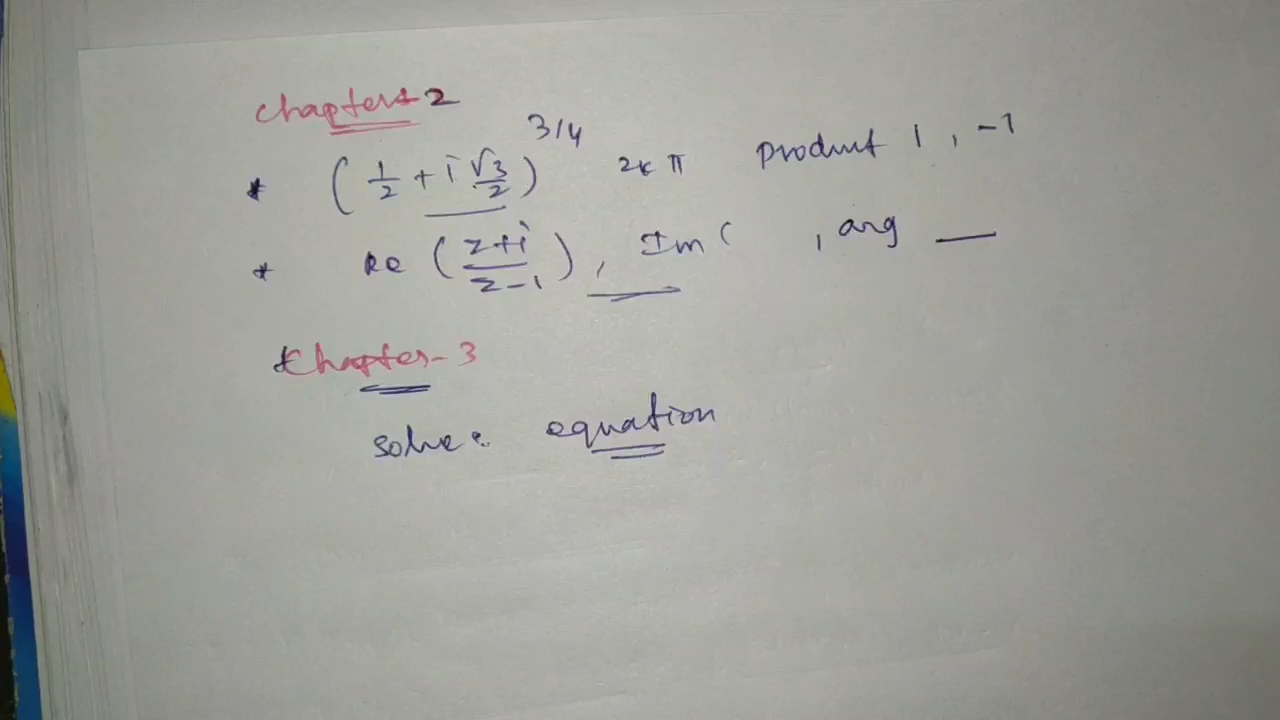 Chapter 2
* (1/2 + i √3/2)^3/4 2kπ product 1, -1
* Re (z+i/z-1), Im( , arg __
Chapter-3
solve: equation